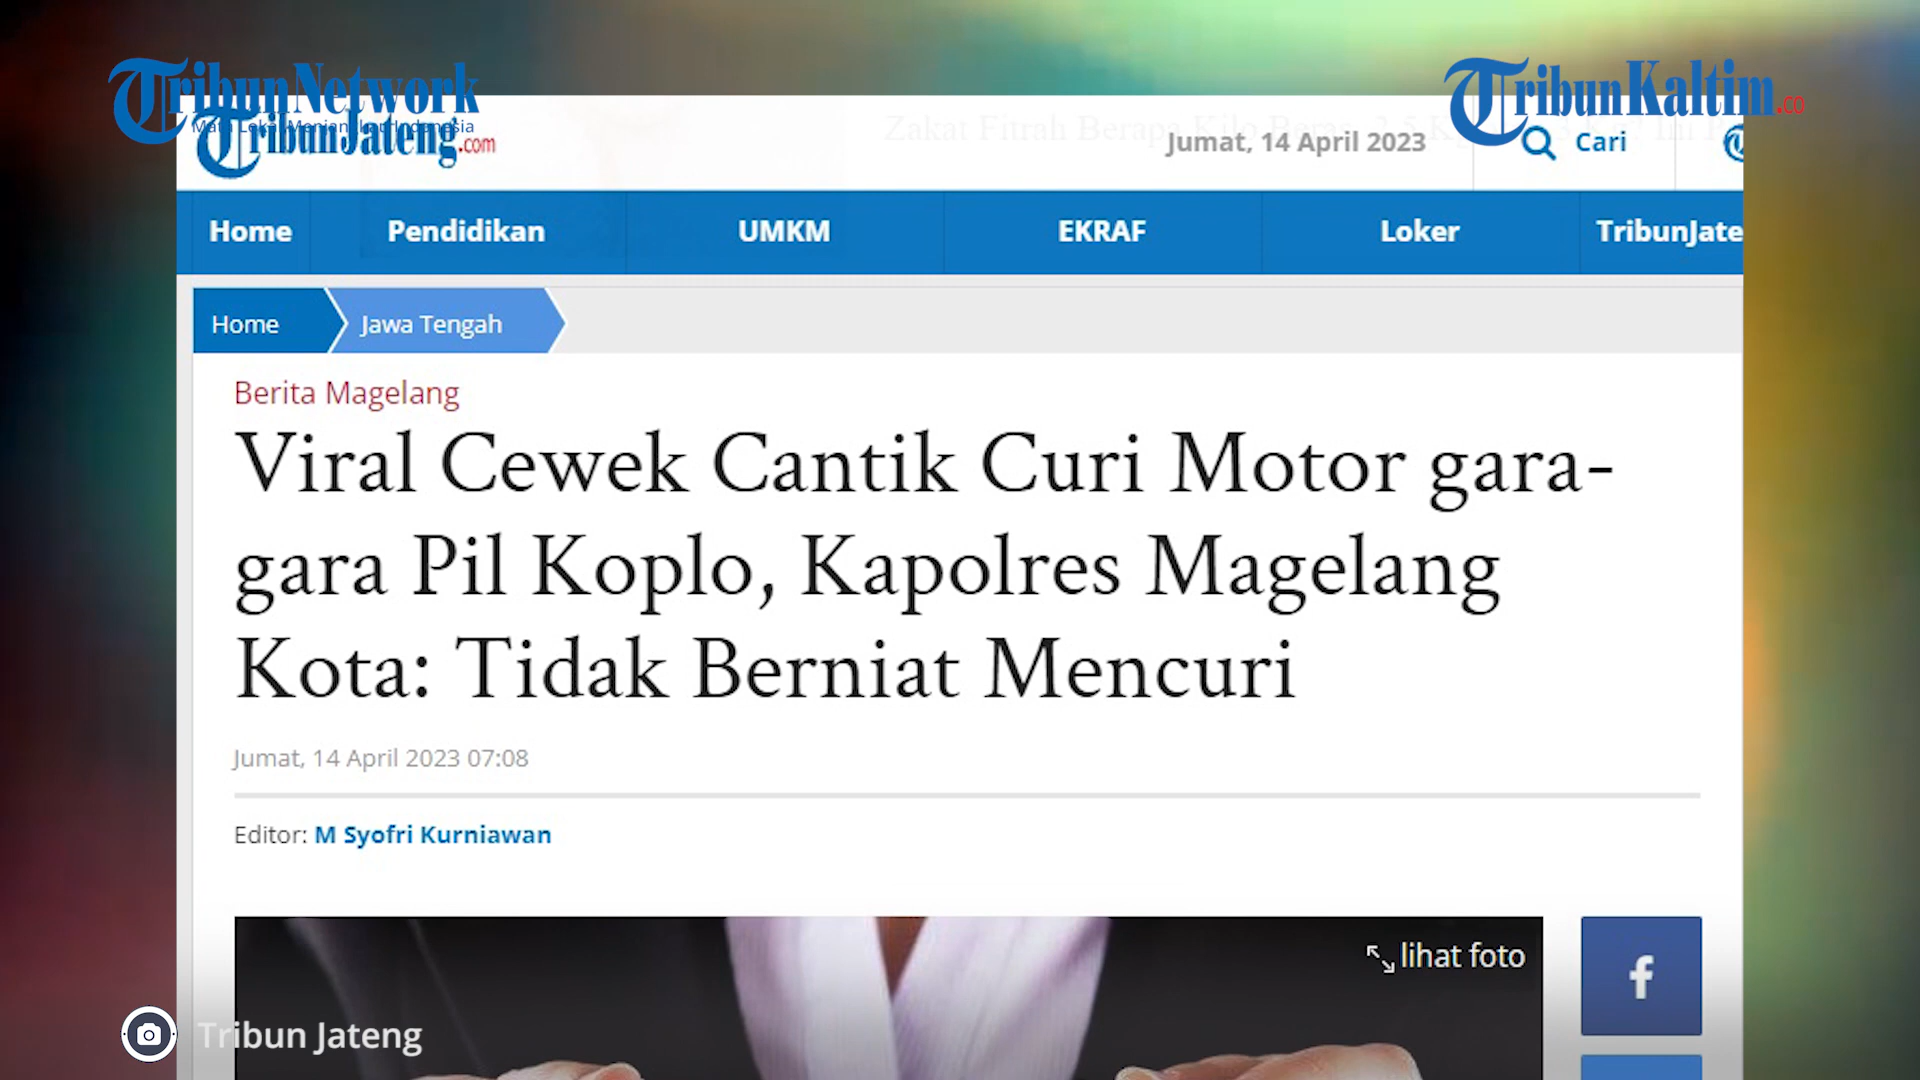 TribunNetwork
TribunKaltim.co
TribunJateng.com
Jumat, 14 April 2023
Cari
Home
Pendidikan
UMKM
EKRAF
Loker
TribunJate
Home
Jawa Tengah
Berita Magelang
Viral Cewek Cantik Curi Motor gara-
gara Pil Koplo, Kapolres Magelang
Kota: Tidak Berniat Mencuri
Jumat, 14 April 2023 07:08
Editor: M Syofri Kurniawan
lihat foto
f
Tribun Jateng